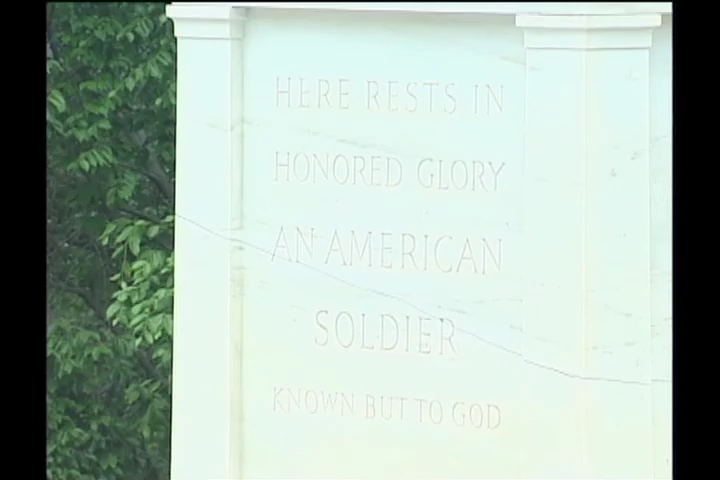 HERE RESTS IN
HONORED GLORY
AN AMERICAN
SOLDIER
KNOWN BUT TO GOD